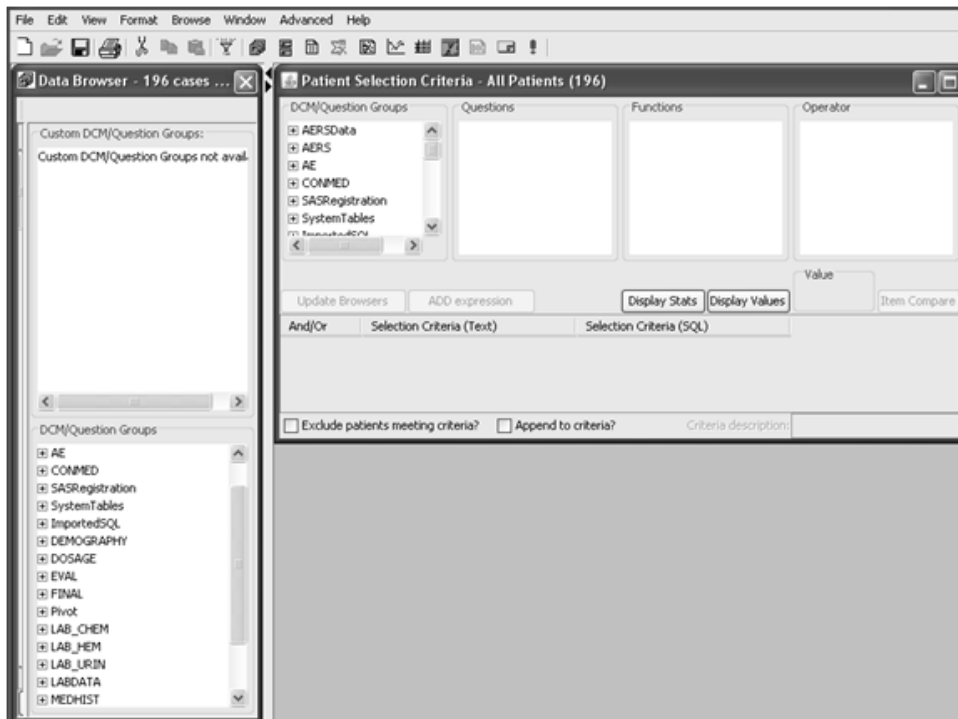 File Edit View Format Browse Window Advanced Help
Data Browser - 196 cases ...
Custom DCM/Question Groups:
Custom DCM/Question Groups not avail
DCM/Question Groups
AE
CONMED
SASRegistration
SystemTables
ImportedSQL
DEMOGRAPHY
DOSAGE
EVAL
FINAL
Pivot
LAB_CHEM
LAB_HEM
LAB_URIN
LABDATA
MEDHIST
Patient Selection Criteria - All Patients (196)
DCM/Question Groups Questions Functions Operator
AERSData
AERS
AE
CONMED
SASRegistration
SystemTables
ImportedSQL
Value
Update Browsers ADD expression Display Stats Display Values Item Compare
And/Or Selection Criteria (Text) Selection Criteria (SQL)
Exclude patients meeting criteria? Append to criteria? Criteria description: